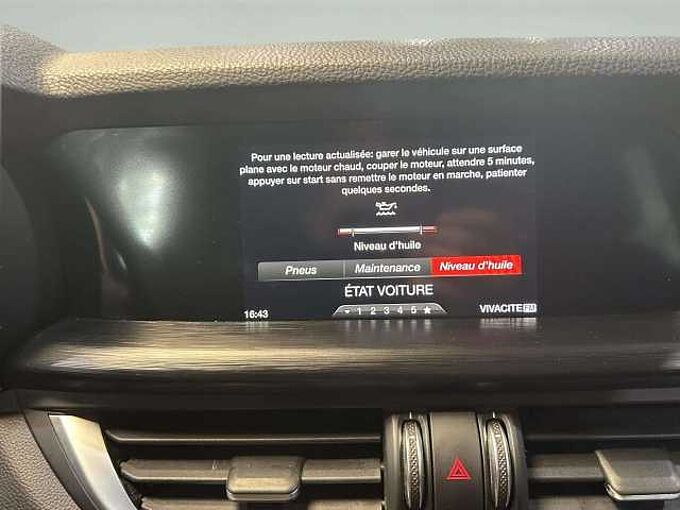 Pour une lecture actualisée: garer le véhicule sur une surface
plane avec le moteur chaud, couper le moteur, attendre 5 minutes,
appuyer sur start sans remettre le moteur en marche, patienter
quelques secondes.
Niveau d'huile
Pneus Maintenance Niveau d'huile
ÉTAT VOITURE
16:43 1 2 3 4 5 VIVACITE FM